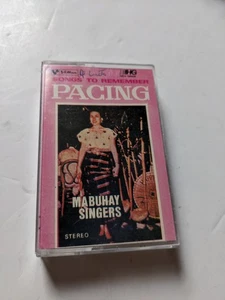 SONGS TO REMEMBER
PACING
MABUHAY
SINGERS
STEREO